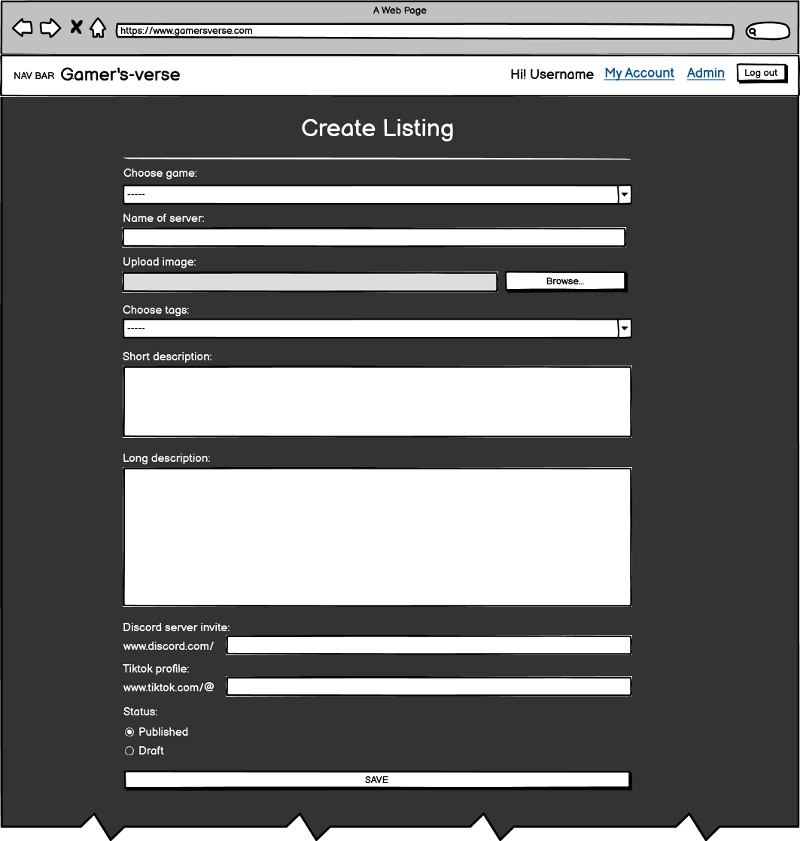 A Web Page
https://www.gamersverse.com
NAV BAR Gamer's-verse Hi! Username My Account Admin Log out
Create Listing
Choose game:
-----
Name of server:
Upload image:
Browse...
Choose tags:
-----
Short description:
Long description:
Discord server invite:
www.discord.com/
Tiktok profile:
www.tiktok.com/@
Status:
Published
Draft
SAVE